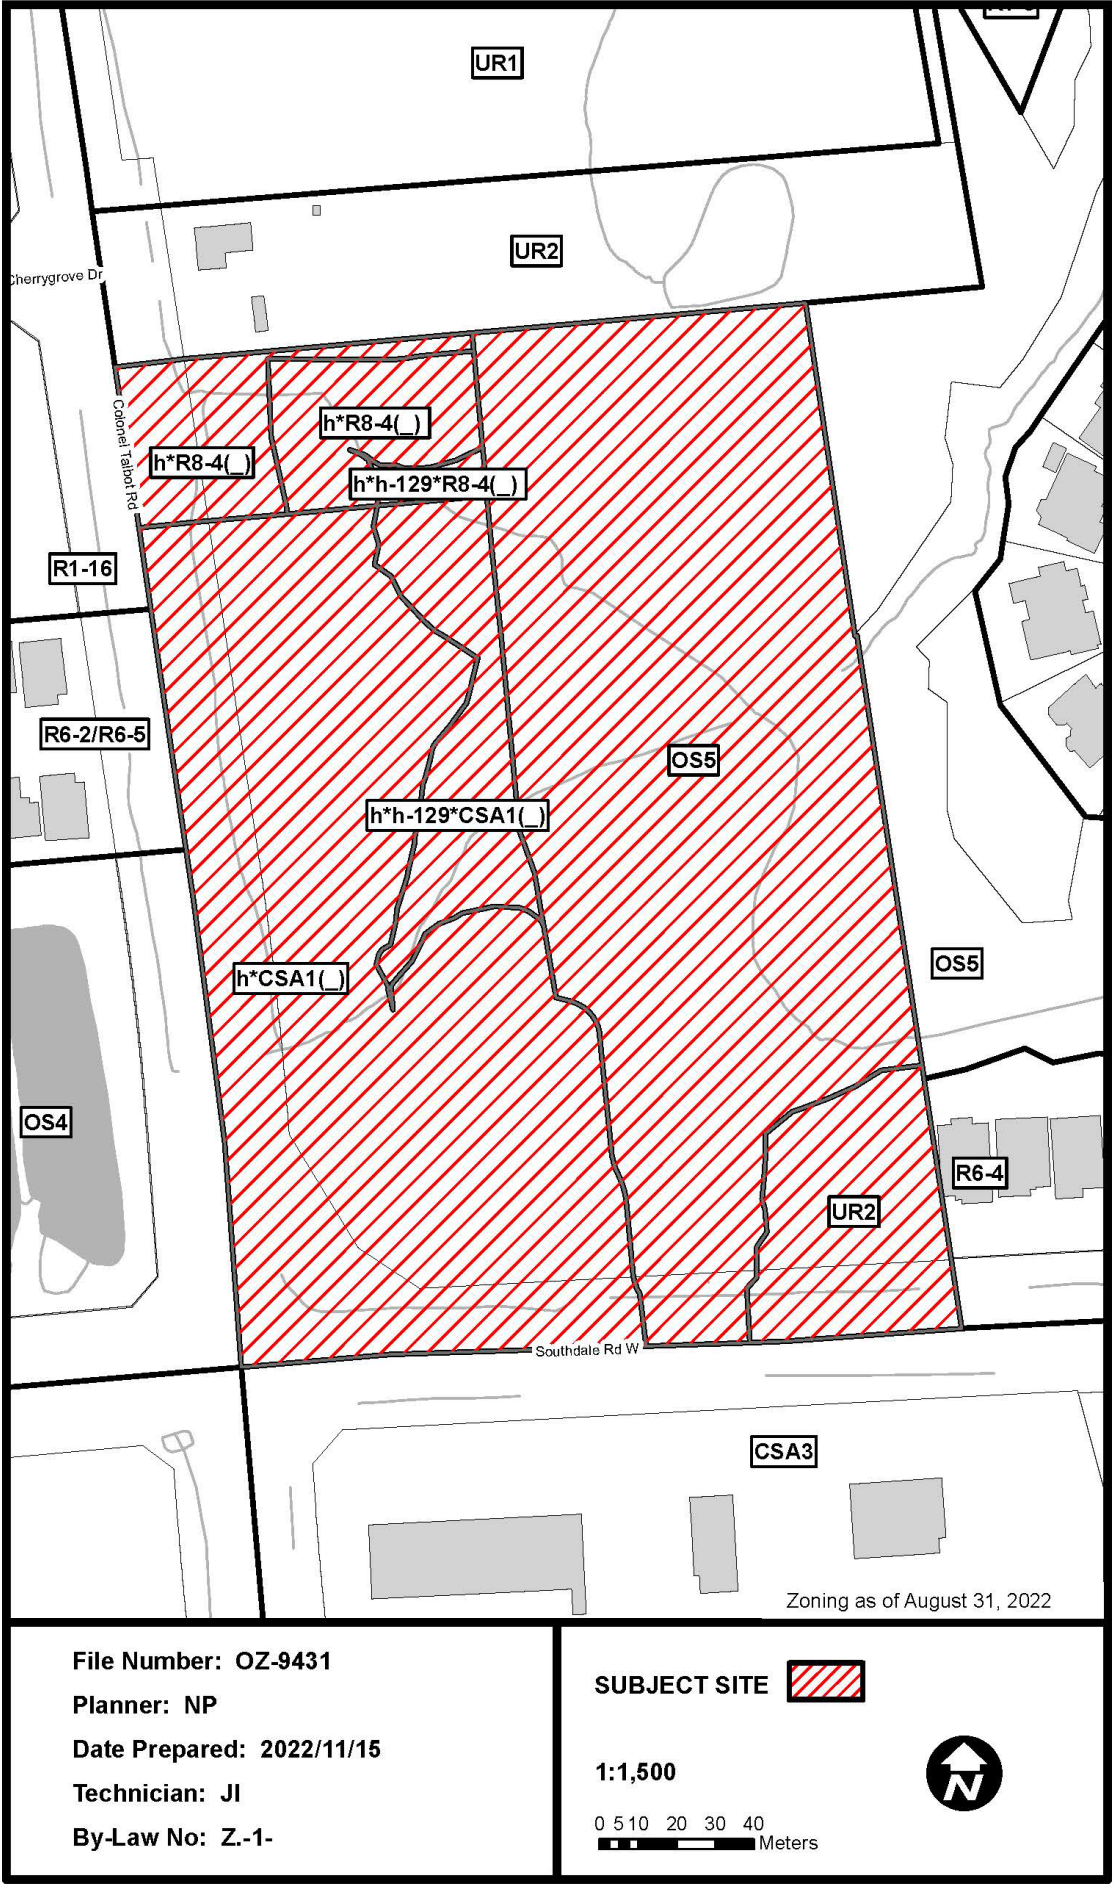 UR1
UR2
Cherrygrove Dr
Colonel Talbot Rd
h*R8-4(_)
h*R8-4(_)
h*h-129*R8-4(_)
R1-16
R6-2/R6-5
OS5
h*h-129*CSA1(_)
h*CSA1(_)
OS5
OS4
R6-4
UR2
Southdale Rd W
CSA3
Zoning as of August 31, 2022
File Number: OZ-9431
Planner: NP
Date Prepared: 2022/11/15
Technician: JI
By-Law No: Z.-1-
SUBJECT SITE
1:1,500
0 5 10 20 30 40
Meters
N